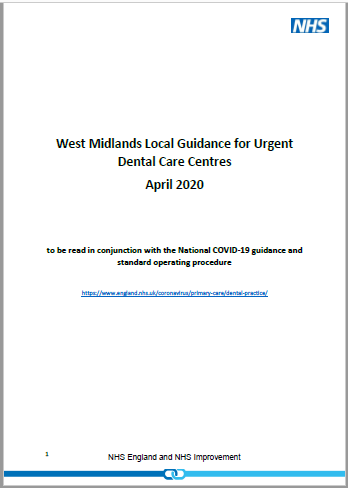 NHS
West Midlands Local Guidance for Urgent
Dental Care Centres
April 2020
to be read in conjunction with the National COVID-19 guidance and
standard operating procedure
https://www.england.nhs.uk/coronavirus/primary-care/dental-practice/
1
NHS England and NHS Improvement